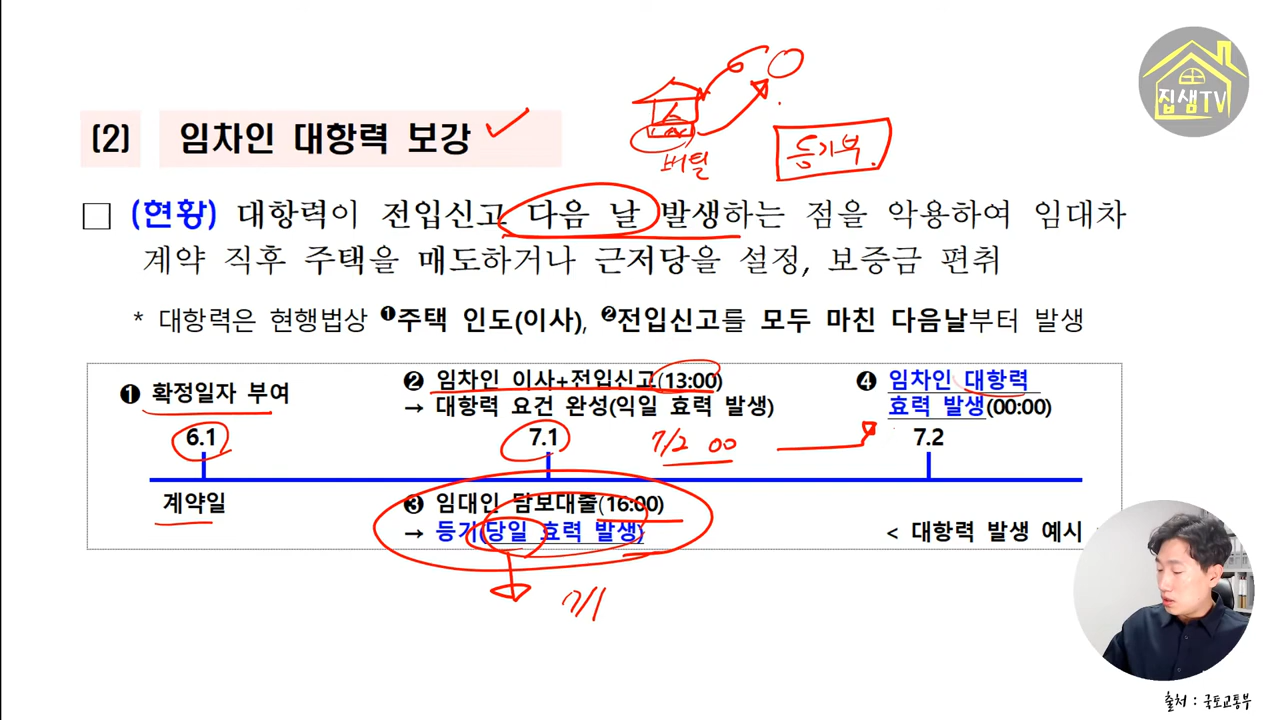 집샘TV
(2) 임차인 대항력 보강
버틸
등기부.
□ (현황) 대항력이 전입신고 다음 날 발생하는 점을 악용하여 임대차
계약 직후 주택을 매도하거나 근저당을 설정, 보증금 편취
* 대항력은 현행법상 ❶주택 인도(이사), ❷전입신고를 모두 마친 다음날부터 발생
❶ 확정일자 부여
6.1
계약일
❷ 임차인 이사+전입신고(13:00)
→ 대항력 요건 완성(익일 효력 발생)
7.1
7/2 00
❸ 임대인 담보대출(16:00)
→ 등기(당일 효력 발생)
7/1
❹ 임차인 대항력
효력 발생(00:00)
7.2
< 대항력 발생 예시
출처 : 국토교통부